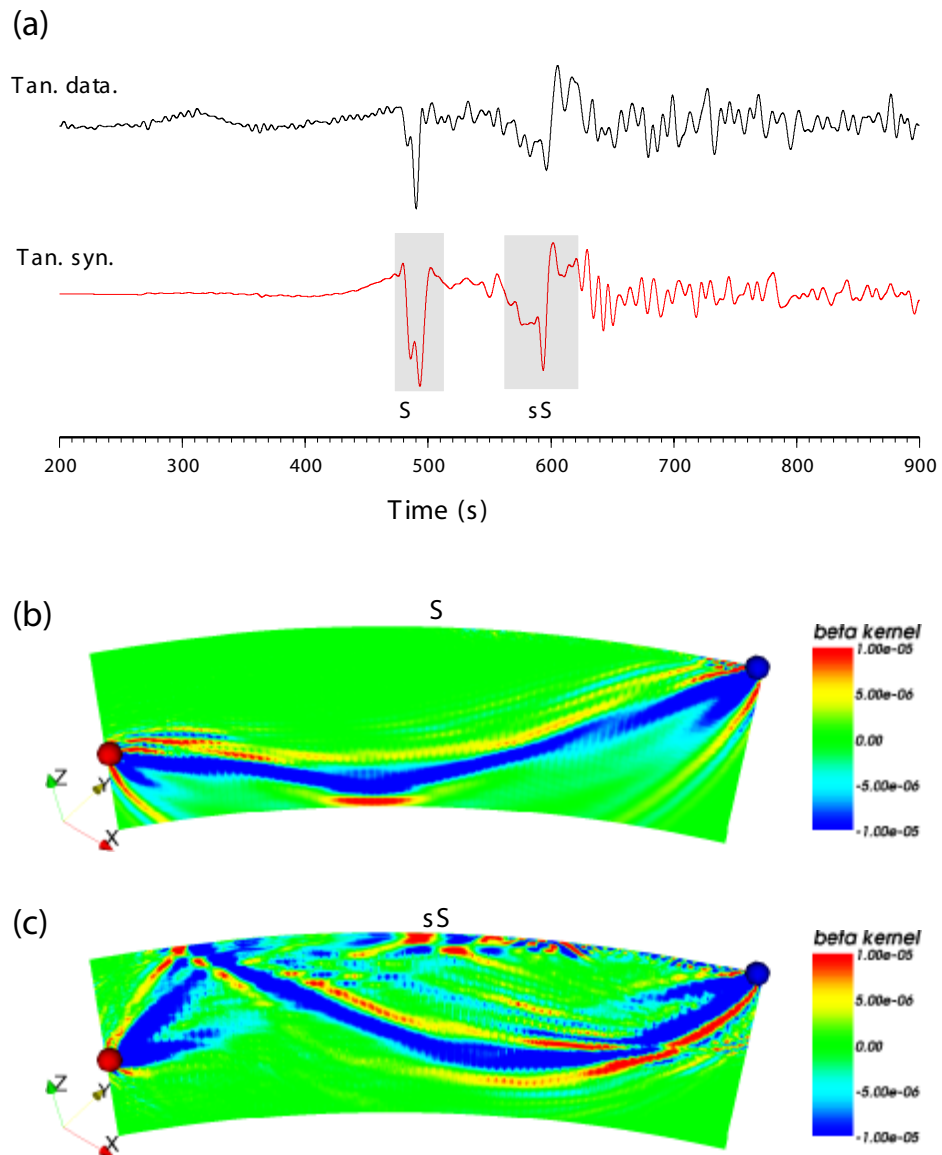 (a)
Tan. data.
Tan. syn.
S
sS
200 300 400 500 600 700 800 900
Time (s)
(b)
S
beta kernel
1.00e-05
5.00e-06
0.00
-5.00e-06
-1.00e-05
Z
Y
X
(c)
sS
beta kernel
1.00e-05
5.00e-06
0.00
-5.00e-06
-1.00e-05
Z
Y
X